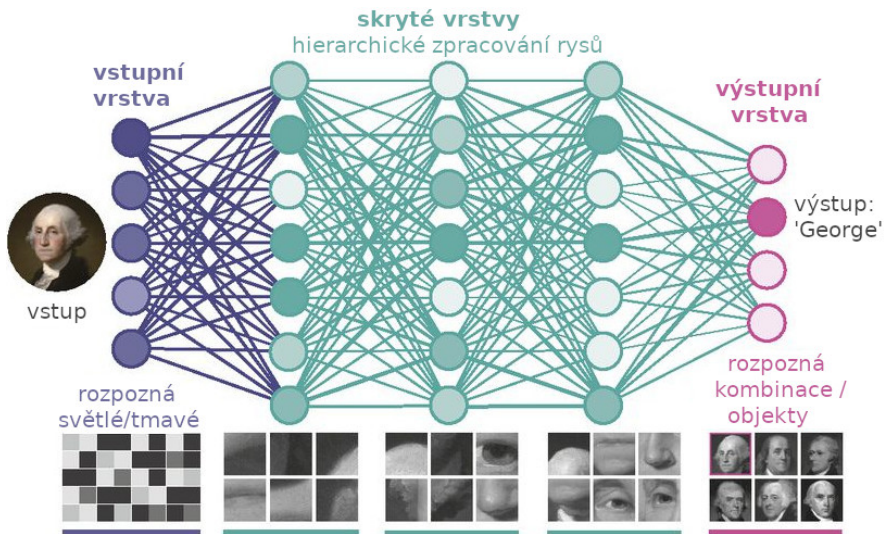 skryté vrstvy
hierarchické zpracování rysů
vstupní
vrstva
výstupní
vrstva
výstup:
'George'
vstup
rozpozná
světlé/tmavé
rozpozná
kombinace /
objekty